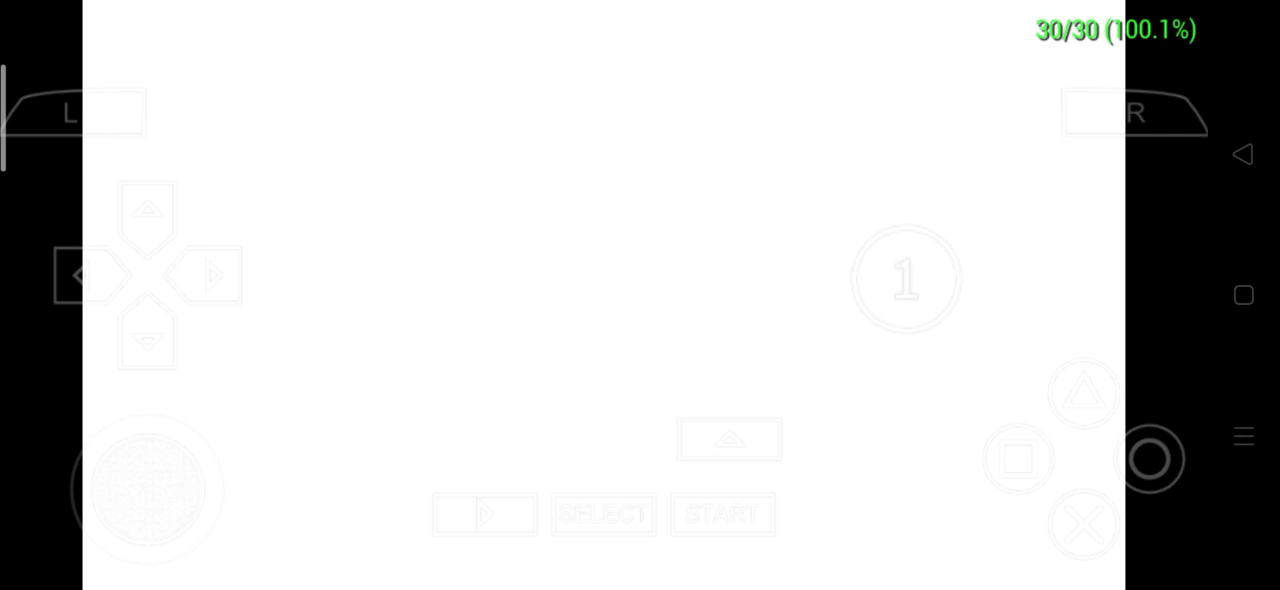 30/30 (100.1%)
L
R
1
SELECT
START